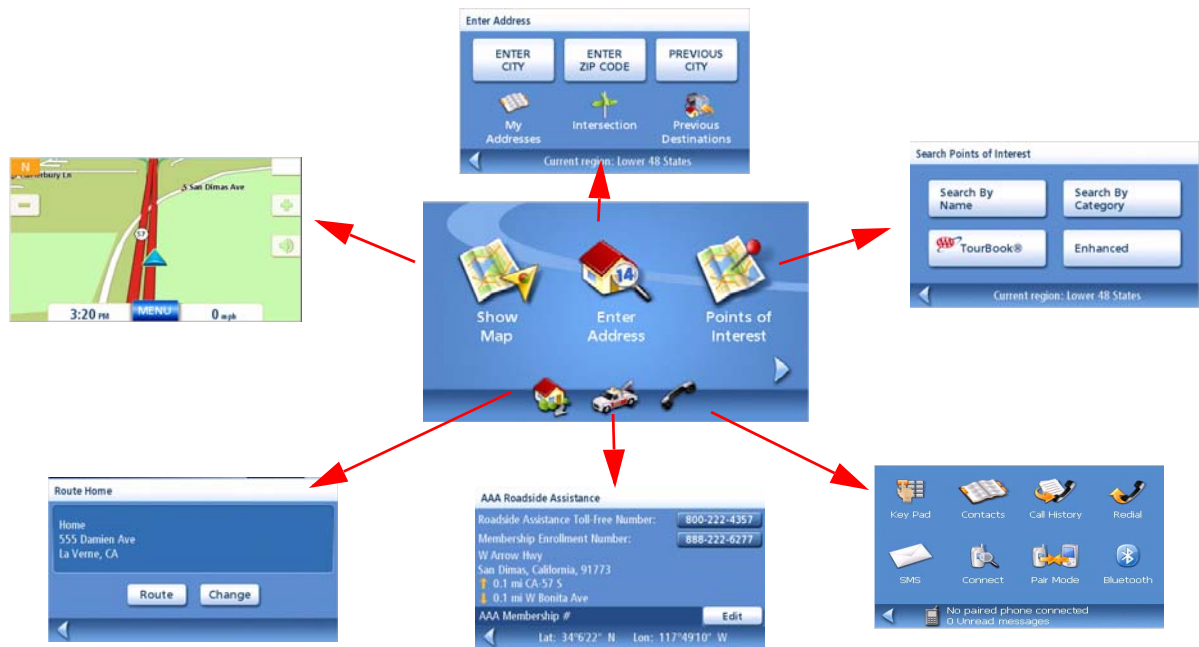 Enter Address
ENTER CITY
ENTER ZIP CODE
PREVIOUS CITY
My Addresses
Intersection
Previous Destinations
Current region: Lower 48 States
N
San Dimas Ave
57
3:20 PM
MENU
0 mph
Show Map
Enter Address
14
Points of Interest
Search Points of Interest
Search By Name
Search By Category
AAA TourBook®
Enhanced
Current region: Lower 48 States
Route Home
Home
555 Damien Ave
La Verne, CA
Route
Change
AAA Roadside Assistance
Roadside Assistance Toll-Free Number: 800-222-4357
Membership Enrollment Number: 888-222-6277
W Arrow Hwy
San Dimas, California, 91773
0.1 mi CA-57 S
0.1 mi W Bonita Ave
AAA Membership #
Edit
Lat: 34°6'22" N Lon: 117°49'10" W
Key Pad
Contacts
Call History
Redial
SMS
Connect
Pair Mode
Bluetooth
No paired phone connected
0 Unread messages